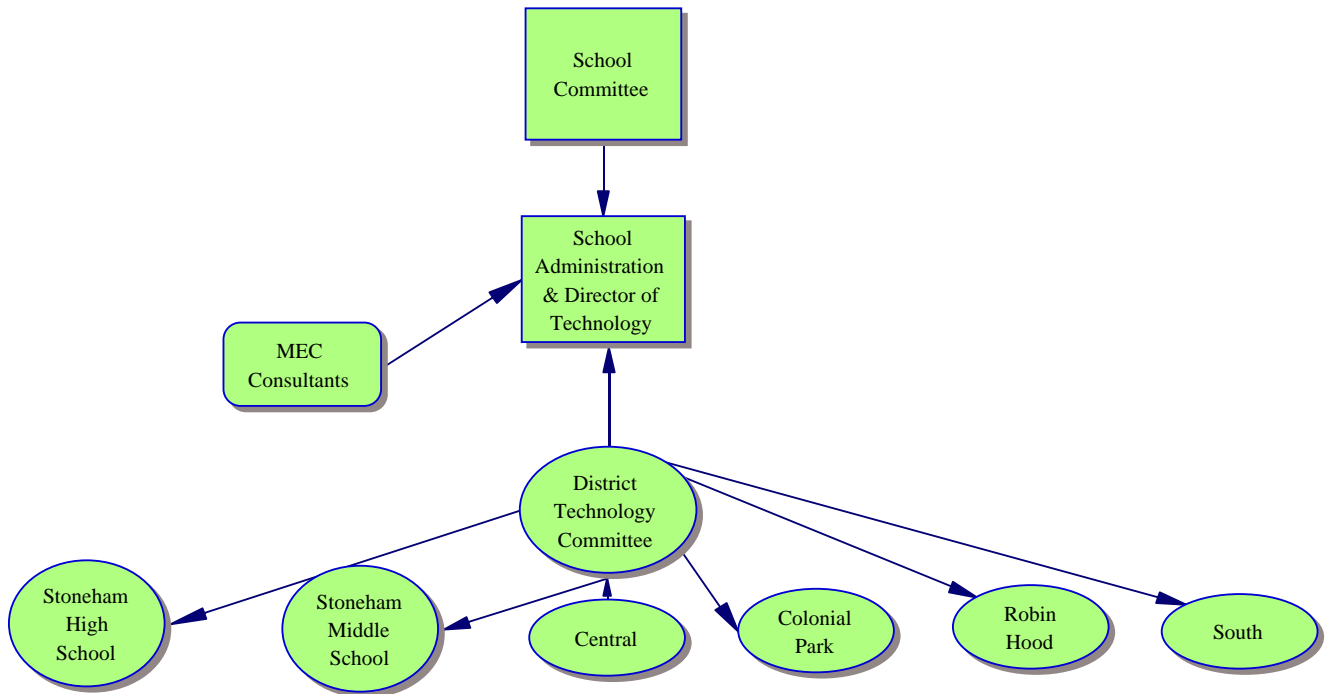 School
Committee
School
Administration
& Director of
Technology
MEC
Consultants
District
Technology
Committee
Stoneham
High
School
Stoneham
Middle
School
Central
Colonial
Park
Robin
Hood
South